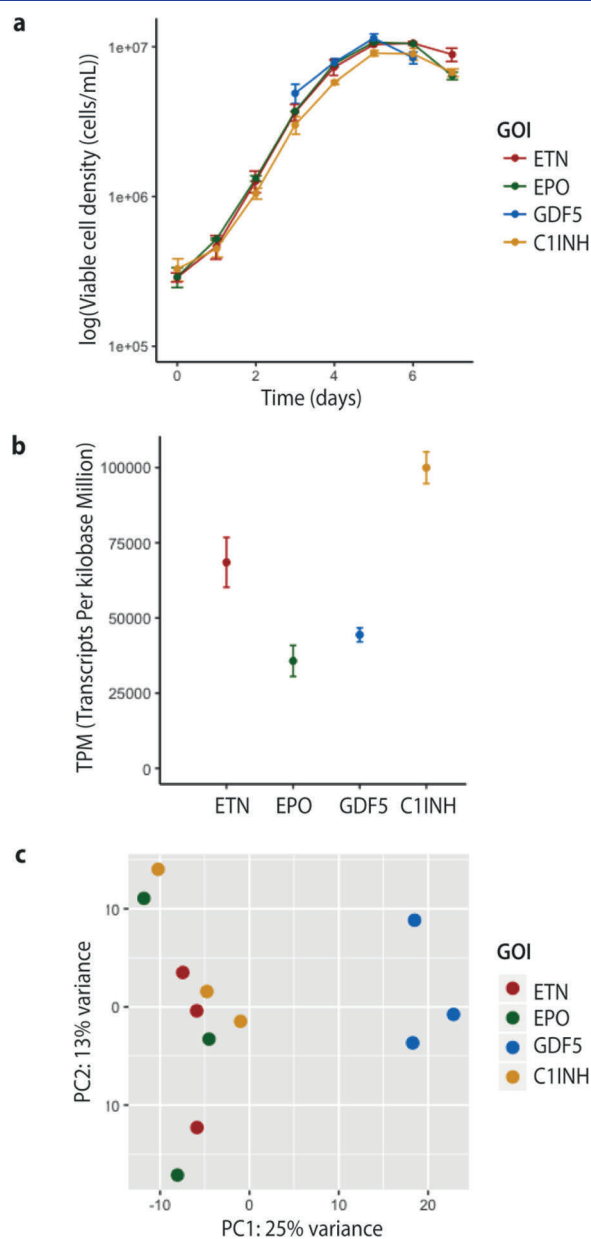 a
log(Viable cell density (cells/mL))
1e+07
1e+06
1e+05
0 2 4 6
Time (days)
GOI
ETN
EPO
GDF5
C1INH
b
TPM (Transcripts Per kilobase Million)
100000
75000
50000
25000
0
ETN EPO GDF5 C1INH
c
PC2: 13% variance
10
0
10
-10 0 10 20
PC1: 25% variance
GOI
ETN
EPO
GDF5
C1INH